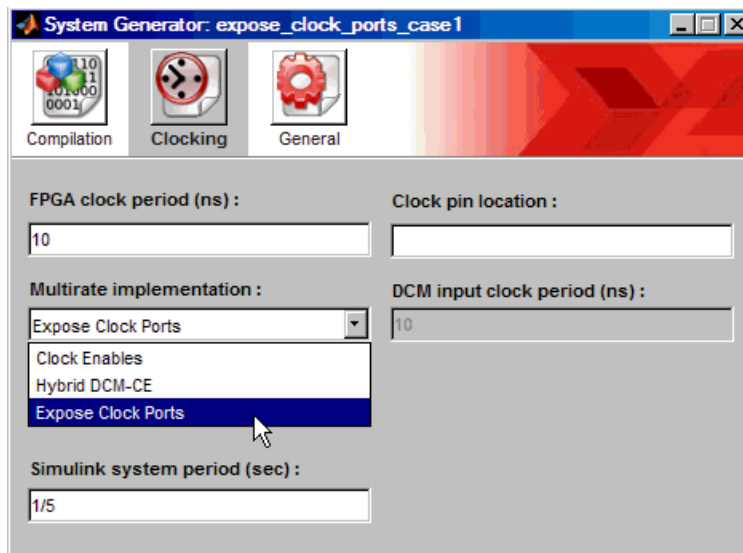 System Generator: expose_clock_ports_case1
Compilation
Clocking
General
FPGA clock period (ns) :
Clock pin location :
10
Multirate implementation :
DCM input clock period (ns) :
Expose Clock Ports
10
Clock Enables
Hybrid DCM-CE
Expose Clock Ports
Simulink system period (sec) :
1/5